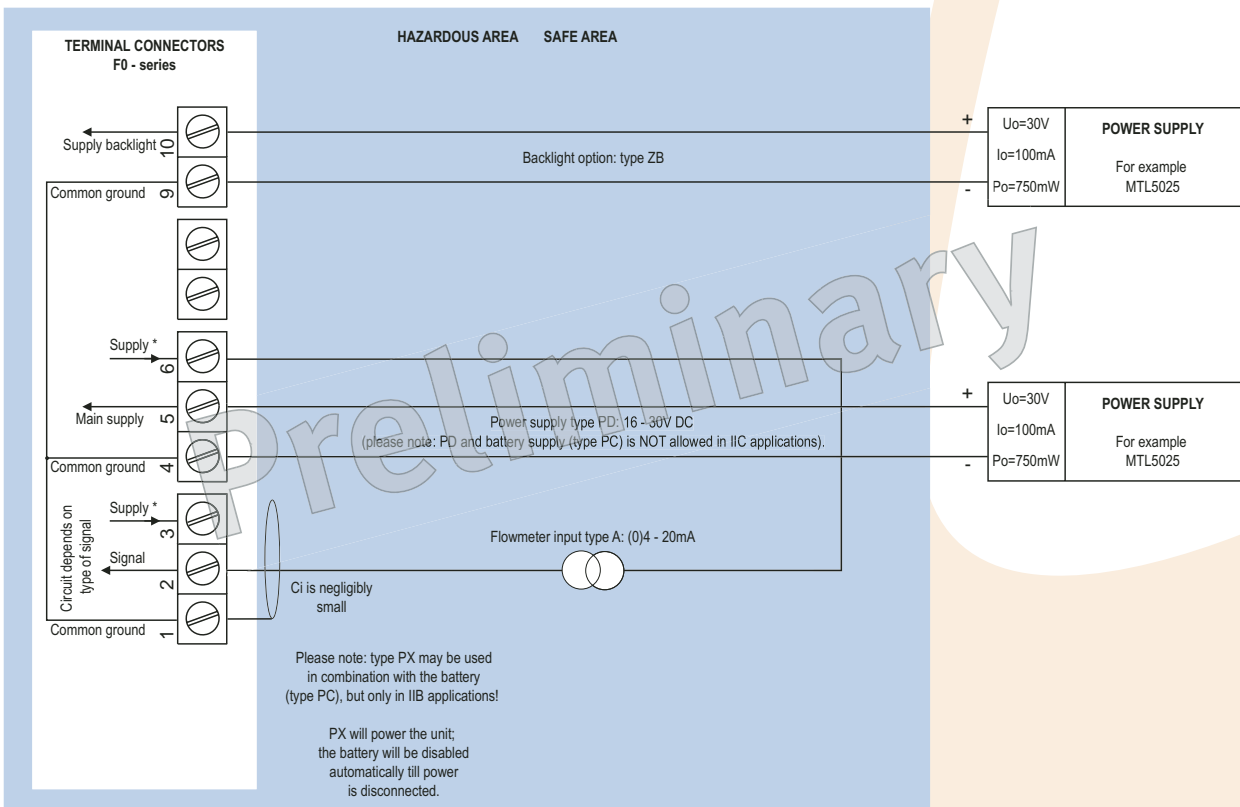 TERMINAL CONNECTORS
F0 - series
HAZARDOUS AREA SAFE AREA
Supply backlight
10
Common ground
9
Backlight option: type ZB
+
-
Uo=30V
Io=100mA
Po=750mW
POWER SUPPLY
For example
MTL5025
Supply *
6
Main supply
5
Common ground
4
Power supply type PD: 16 - 30V DC
(please note: PD and battery supply (type PC) is NOT allowed in IIC applications).
+
-
Uo=30V
Io=100mA
Po=750mW
POWER SUPPLY
For example
MTL5025
Circuit depends on
type of signal
Supply *
3
Signal
2
Common ground
1
Flowmeter input type A: (0)4 - 20mA
Ci is negligibly
small
Please note: type PX may be used
in combination with the battery
(type PC), but only in IIB applications!
PX will power the unit;
the battery will be disabled
automatically till power
is disconnected.
Preliminary